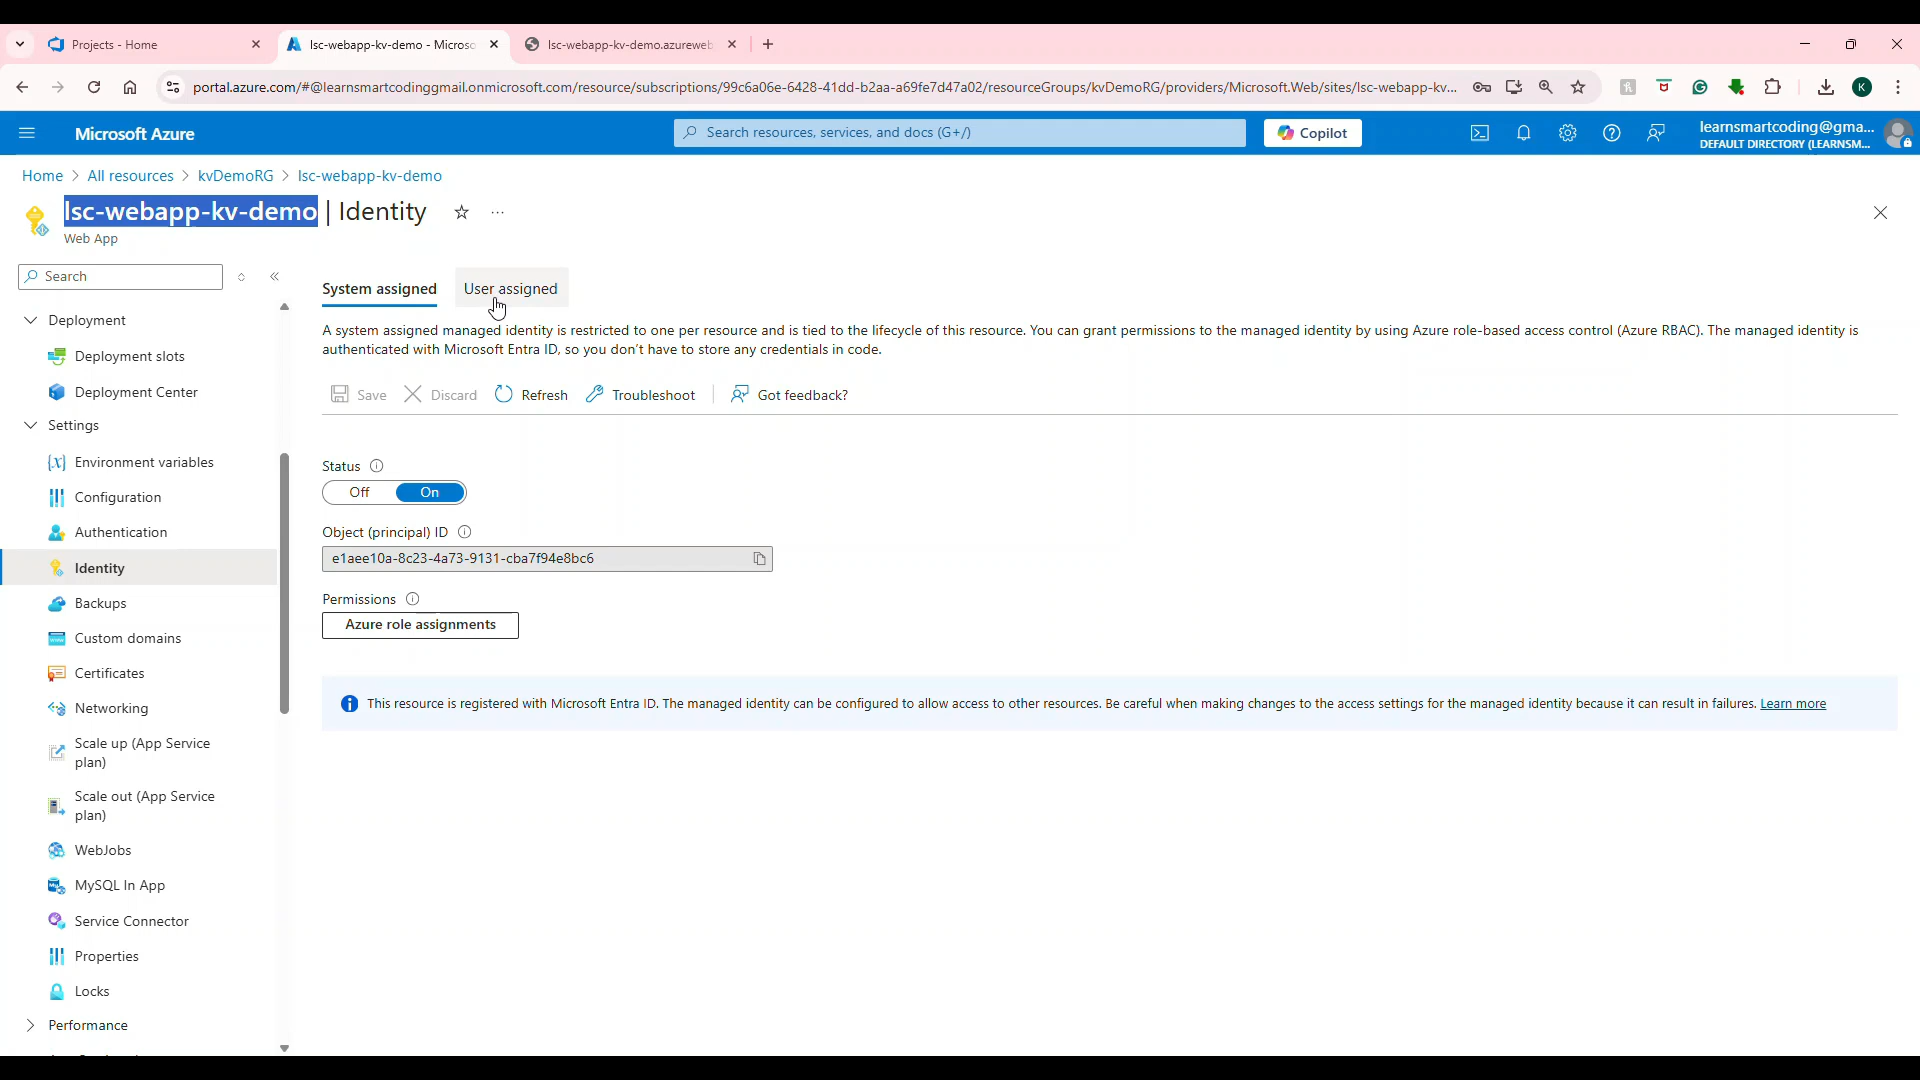 Projects - Home
lsc-webapp-kv-demo - Microso
lsc-webapp-kv-demo.azureweb
portal.azure.com/#@learnsmartcodinggmail.onmicrosoft.com/resource/subscriptions/99c6a06e-6428-41dd-b2aa-a69fe7d47a02/resourceGroups/kvDemoRG/providers/Microsoft.Web/sites/lsc-webapp-kv...
K
Microsoft Azure
Search resources, services, and docs (G+/)
Copilot
learnsmartcoding@gma...
DEFAULT DIRECTORY (LEARNSM...
Home > All resources > kvDemoRG > lsc-webapp-kv-demo
lsc-webapp-kv-demo | Identity
Web App
Search
Deployment
Deployment slots
Deployment Center
Settings
Environment variables
Configuration
Authentication
Identity
Backups
Custom domains
Certificates
Networking
Scale up (App Service
plan)
Scale out (App Service
plan)
WebJobs
MySQL In App
Service Connector
Properties
Locks
Performance
System assigned
User assigned
A system assigned managed identity is restricted to one per resource and is tied to the lifecycle of this resource. You can grant permissions to the managed identity by using Azure role-based access control (Azure RBAC). The managed identity is
authenticated with Microsoft Entra ID, so you don't have to store any credentials in code.
Save
Discard
Refresh
Troubleshoot
Got feedback?
Status
Off
On
Object (principal) ID
e1aee10a-8c23-4a73-9131-cba7f94e8bc6
Permissions
Azure role assignments
This resource is registered with Microsoft Entra ID. The managed identity can be configured to allow access to other resources. Be careful when making changes to the access settings for the managed identity because it can result in failures. Learn more